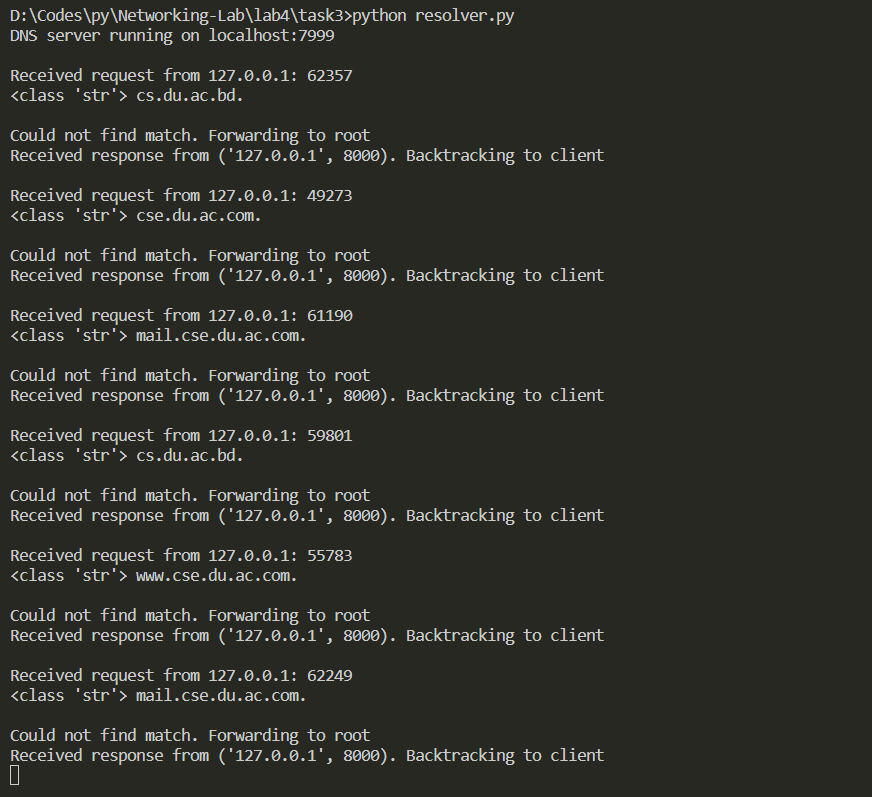 D:\Codes\py\Networking-Lab\lab4\task3>python resolver.py
DNS server running on localhost:7999
Received request from 127.0.0.1: 62357
<class 'str'> cs.du.ac.bd.
Could not find match. Forwarding to root
Received response from ('127.0.0.1', 8000). Backtracking to client
Received request from 127.0.0.1: 49273
<class 'str'> cse.du.ac.com.
Could not find match. Forwarding to root
Received response from ('127.0.0.1', 8000). Backtracking to client
Received request from 127.0.0.1: 61190
<class 'str'> mail.cse.du.ac.com.
Could not find match. Forwarding to root
Received response from ('127.0.0.1', 8000). Backtracking to client
Received request from 127.0.0.1: 59801
<class 'str'> cs.du.ac.bd.
Could not find match. Forwarding to root
Received response from ('127.0.0.1', 8000). Backtracking to client
Received request from 127.0.0.1: 55783
<class 'str'> www.cse.du.ac.com.
Could not find match. Forwarding to root
Received response from ('127.0.0.1', 8000). Backtracking to client
Received request from 127.0.0.1: 62249
<class 'str'> mail.cse.du.ac.com.
Could not find match. Forwarding to root
Received response from ('127.0.0.1', 8000). Backtracking to client